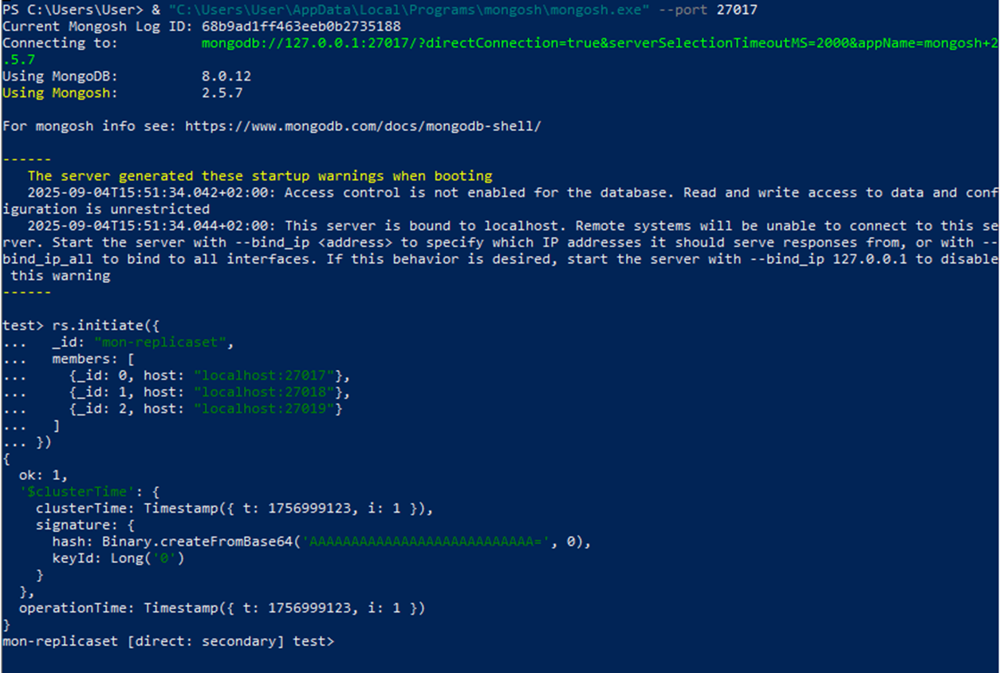 PS C:\Users\User> & "C:\Users\User\AppData\Local\Programs\mongosh\mongosh.exe" --port 27017
Current Mongosh Log ID: 68b9ad1ff463eeb0b2735188
Connecting to:          mongodb://127.0.0.1:27017/?directConnection=true&serverSelectionTimeoutMS=2000&appName=mongosh+2
.5.7
Using MongoDB:          8.0.12
Using Mongosh:          2.5.7
For mongosh info see: https://www.mongodb.com/docs/mongodb-shell/
------
   The server generated these startup warnings when booting
   2025-09-04T15:51:34.042+02:00: Access control is not enabled for the database. Read and write access to data and conf
iguration is unrestricted
   2025-09-04T15:51:34.044+02:00: This server is bound to localhost. Remote systems will be unable to connect to this se
rver. Start the server with --bind_ip <address> to specify which IP addresses it should serve responses from, or with --
bind_ip_all to bind to all interfaces. If this behavior is desired, start the server with --bind_ip 127.0.0.1 to disable
 this warning
------
test> rs.initiate({
...   _id: "mon-replicaset",
...   members: [
...     {_id: 0, host: "localhost:27017"},
...     {_id: 1, host: "localhost:27018"},
...     {_id: 2, host: "localhost:27019"}
...   ]
... })
{
  ok: 1,
  '$clusterTime': {
    clusterTime: Timestamp({ t: 1756999123, i: 1 }),
    signature: {
      hash: Binary.createFromBase64('AAAAAAAAAAAAAAAAAAAAAAAAAAA=', 0),
      keyId: Long('0')
    }
  },
  operationTime: Timestamp({ t: 1756999123, i: 1 })
}
mon-replicaset [direct: secondary] test>